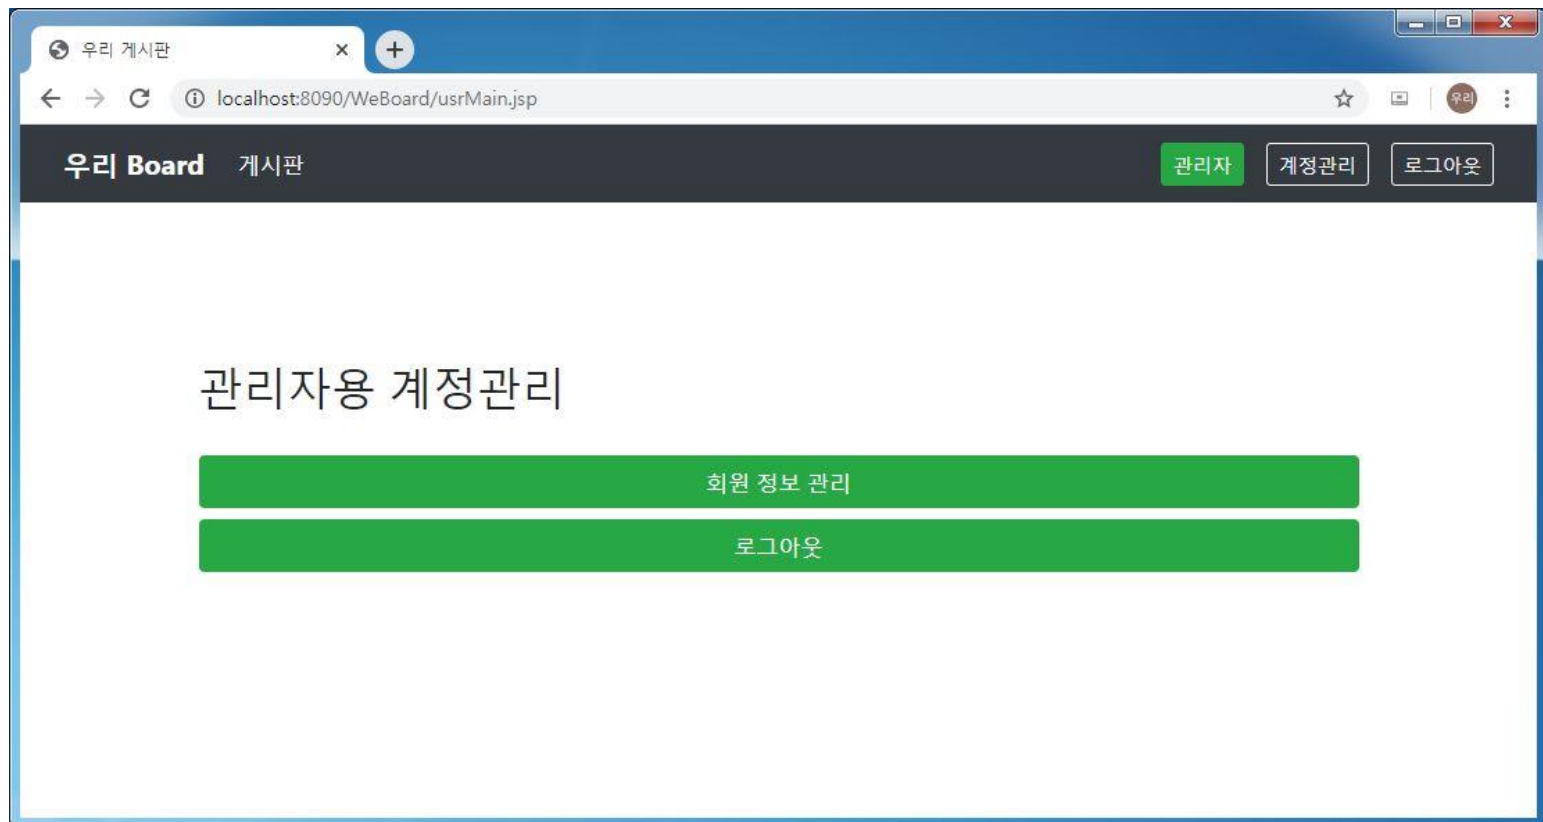 우리 게시판
localhost:8090/WeBoard/usrMain.jsp
우리
우리 Board 게시판 관리자 계정관리 로그아웃
관리자용 계정관리
회원 정보 관리
로그아웃